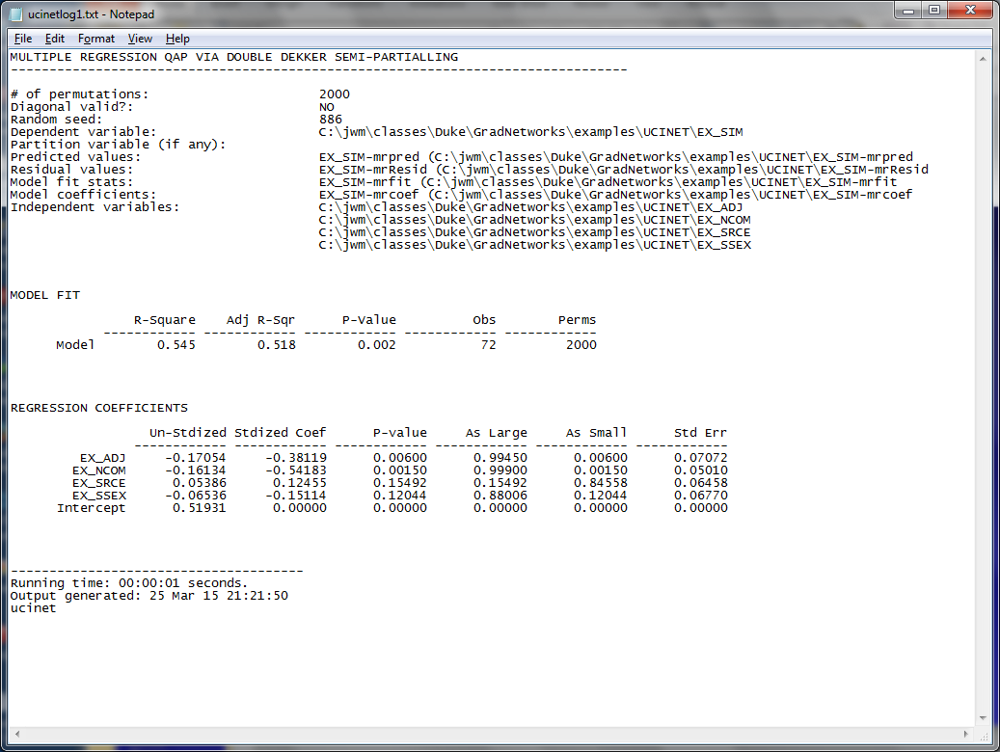 ucinetlog1.txt - Notepad
File Edit Format View Help
MULTIPLE REGRESSION QAP VIA DOUBLE DEKKER SEMI-PARTIALLING
--------------------------------------------------------------------------------
# of permutations: 2000
Diagonal valid?: NO
Random seed: 886
Dependent variable: C:\jwm\classes\Duke\GradNetworks\examples\UCINET\EX_SIM
Partition variable (if any):
Predicted values: EX_SIM-mrpred (C:\jwm\classes\Duke\GradNetworks\examples\UCINET\EX_SIM-mrpred
Residual values: EX_SIM-mrResid (C:\jwm\classes\Duke\GradNetworks\examples\UCINET\EX_SIM-mrResid
Model fit stats: EX_SIM-mrfit (C:\jwm\classes\Duke\GradNetworks\examples\UCINET\EX_SIM-mrfit
Model coefficients: EX_SIM-mrcoef (C:\jwm\classes\Duke\GradNetworks\examples\UCINET\EX_SIM-mrcoef
Independent variables: C:\jwm\classes\Duke\GradNetworks\examples\UCINET\EX_ADJ
C:\jwm\classes\Duke\GradNetworks\examples\UCINET\EX_NCOM
C:\jwm\classes\Duke\GradNetworks\examples\UCINET\EX_SRCE
C:\jwm\classes\Duke\GradNetworks\examples\UCINET\EX_SSEX
MODEL FIT
R-Square Adj R-Sqr P-Value Obs Perms
------------ ------------ ------------ ------------ ------------
Model 0.545 0.518 0.002 72 2000
REGRESSION COEFFICIENTS
Un-Stdized Stdized Coef P-value As Large As Small Std Err
------------ ------------ ------------ ------------ ------------ ------------
EX_ADJ -0.17054 -0.38119 0.00600 0.99450 0.00600 0.07072
EX_NCOM -0.16134 -0.54183 0.00150 0.99900 0.00150 0.05010
EX_SRCE 0.05386 0.12455 0.15492 0.15492 0.84558 0.06458
EX_SSEX -0.06536 -0.15114 0.12044 0.88006 0.12044 0.06770
Intercept 0.51931 0.00000 0.00000 0.00000 0.00000 0.00000
--------------------------------------
Running time: 00:00:01 seconds.
Output generated: 25 Mar 15 21:21:50
ucinet